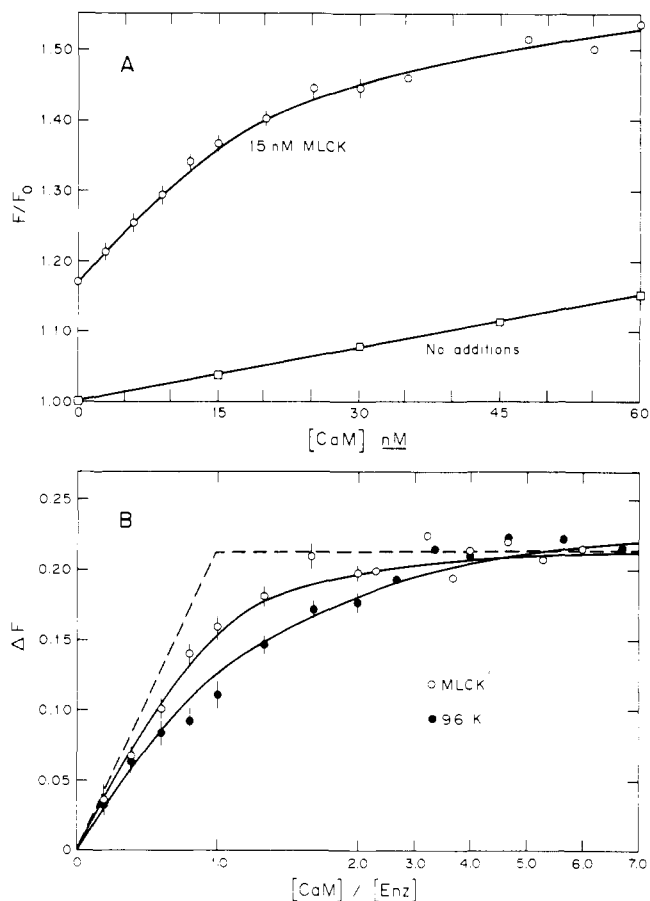 A
1.50
1.40
1.30
1.20
1.10
1.00
F/F₀
15 nM MLCK
No additions
0
15
30
45
60
[CaM] nM
B
0.25
0.20
0.15
0.10
0.05
0
Δ F
MLCK
96 K
0
1.0
2.0
3.0
4.0
5.0
6.0
7.0
[CaM] / [Enz]